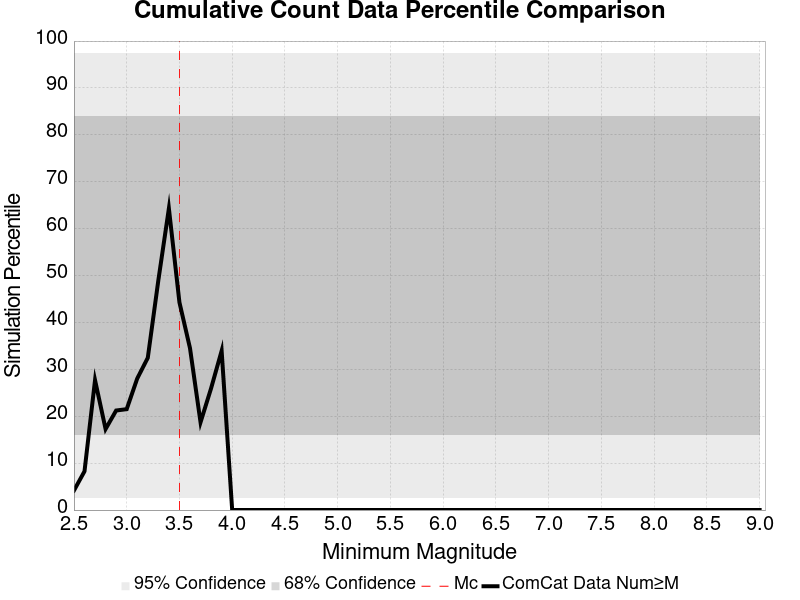 Cumulative Count Data Percentile Comparison
100
90
80
70
60
50
40
30
20
10
0
Simulation Percentile
2.5 3.0 3.5 4.0 4.5 5.0 5.5 6.0 6.5 7.0 7.5 8.0 8.5 9.0
Minimum Magnitude
95% Confidence 68% Confidence Mc ComCat Data Num≥M